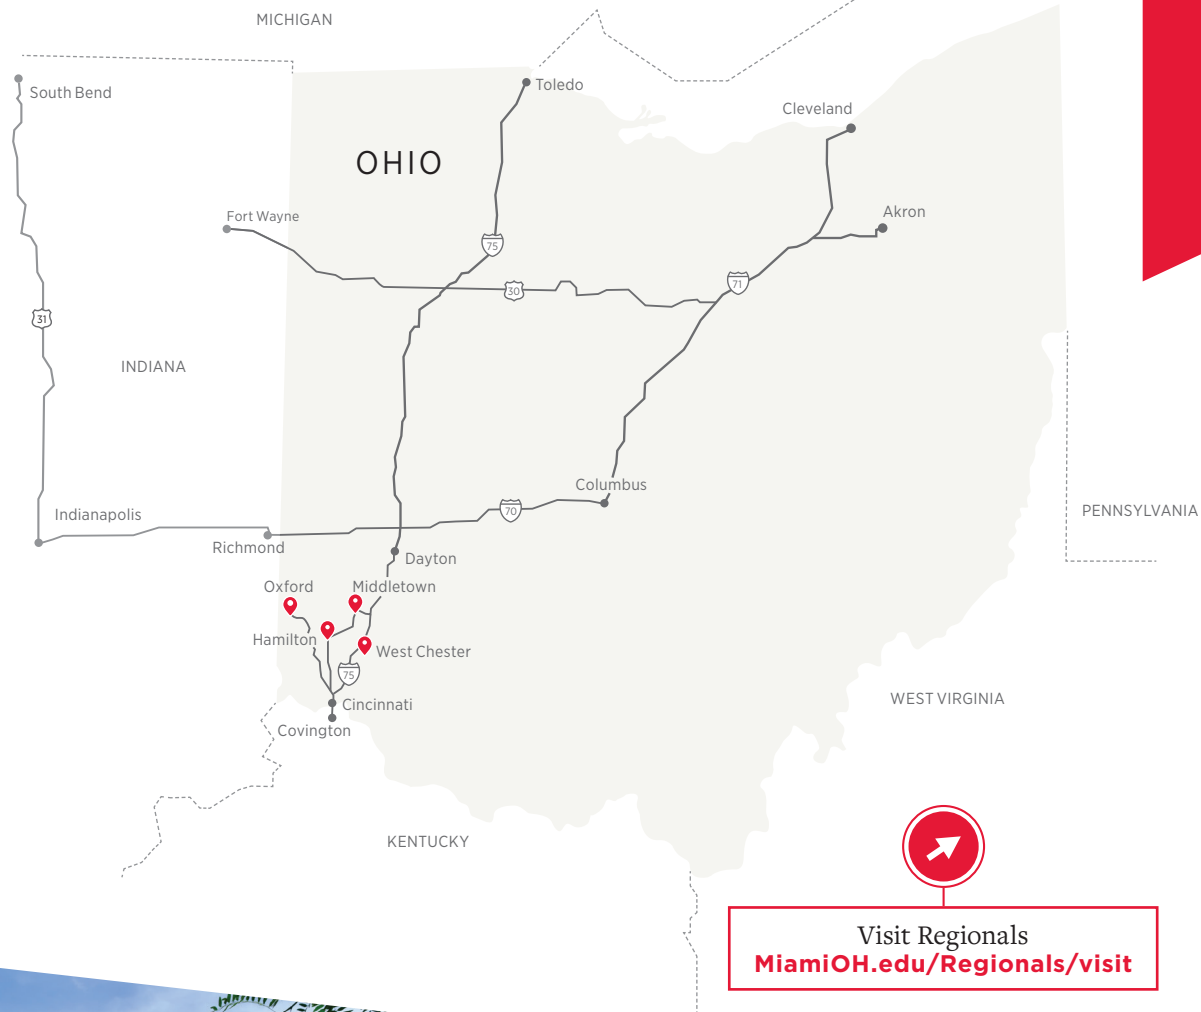 MICHIGAN
South Bend
Toledo
Cleveland
OHIO
Fort Wayne
Akron
75
71
30
31
INDIANA
Columbus
Indianapolis
70
PENNSYLVANIA
Richmond
Dayton
Oxford
Middletown
Hamilton
West Chester
75
WEST VIRGINIA
Cincinnati
Covington
KENTUCKY
Visit Regionals
MiamiOH.edu/Regionals/visit